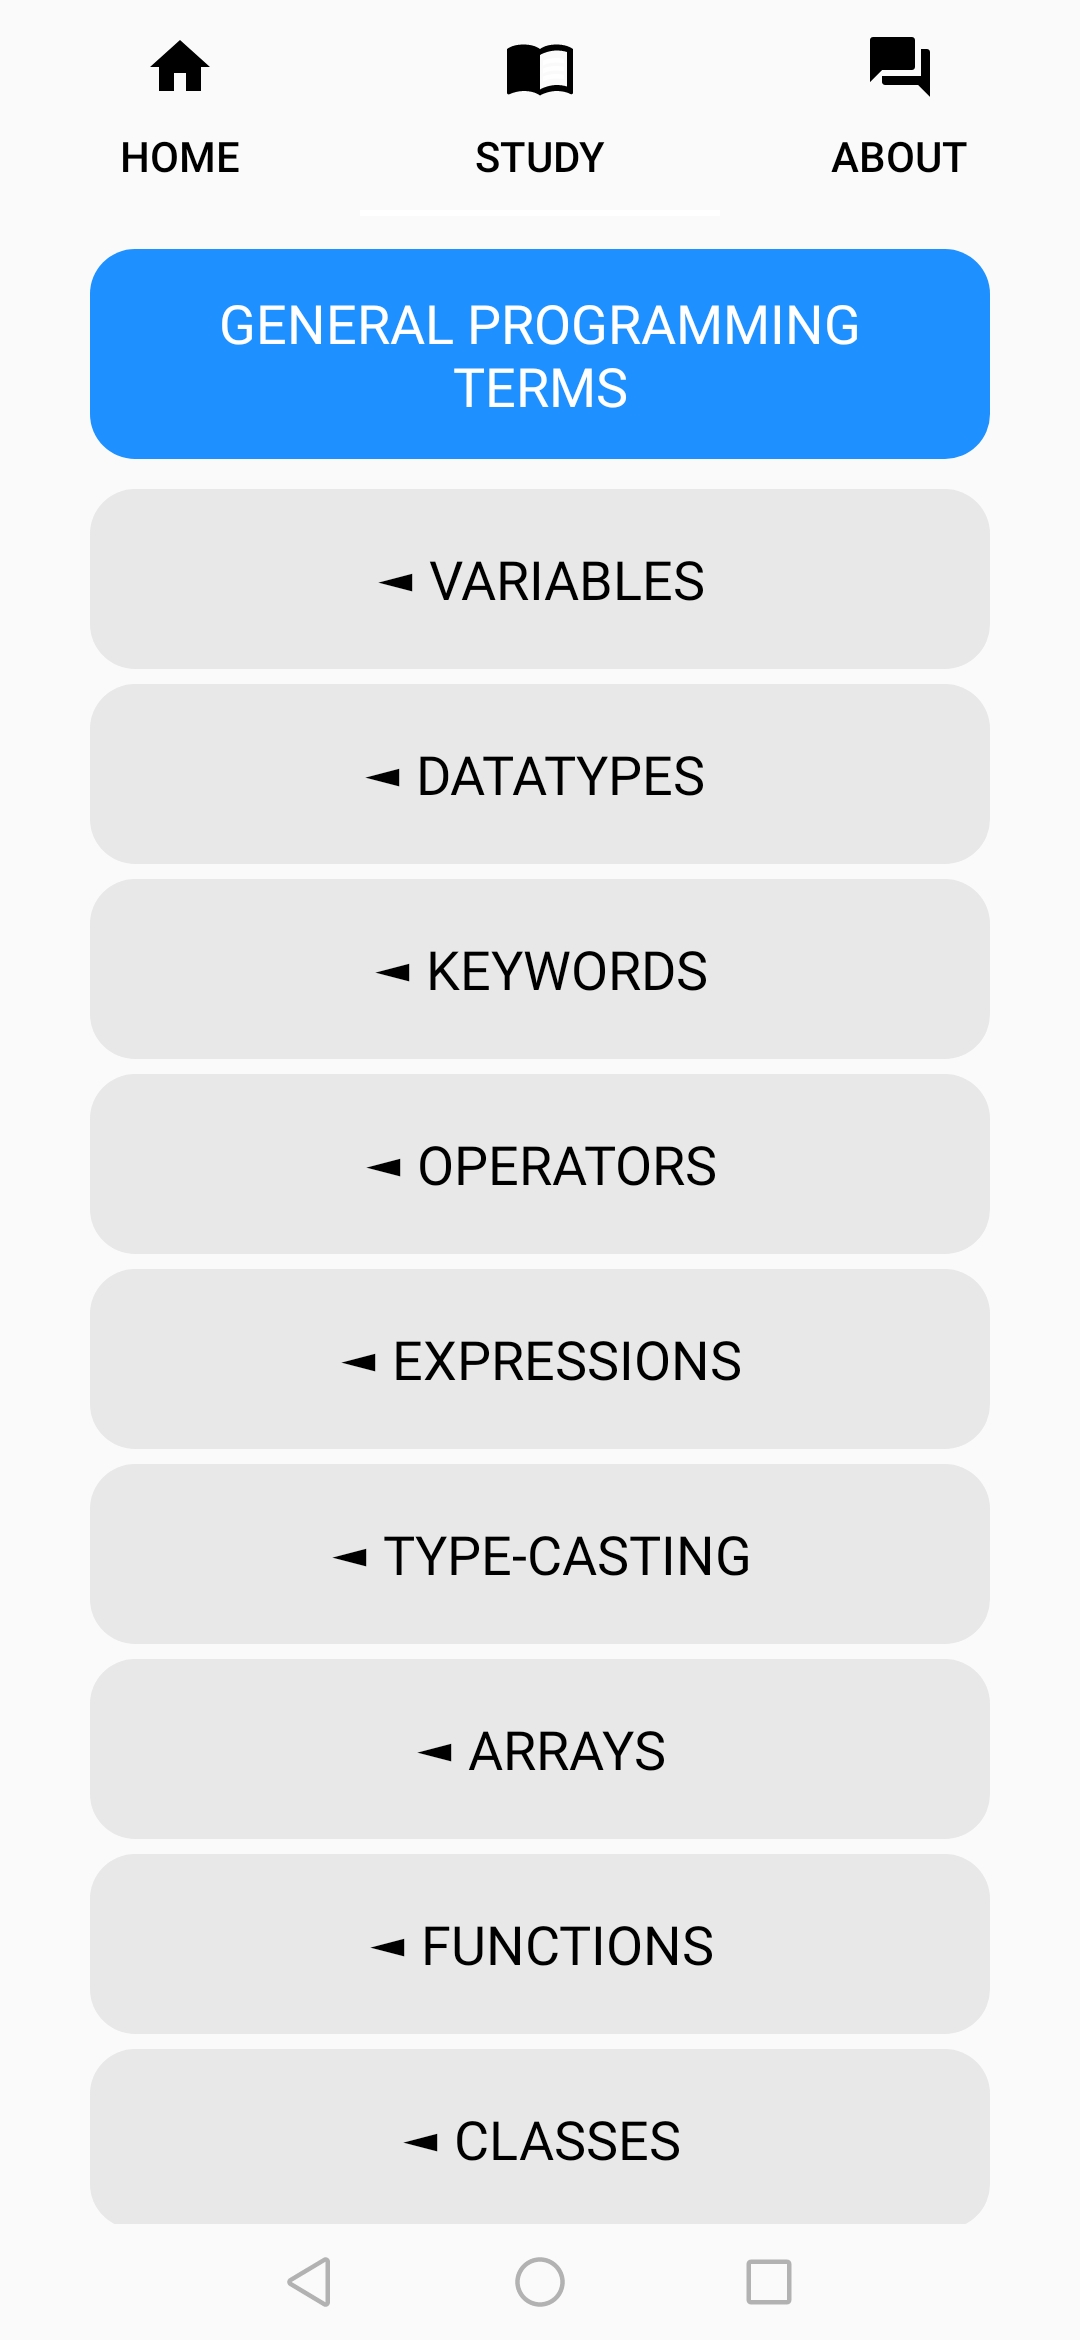 HOME STUDY ABOUT
GENERAL PROGRAMMING
TERMS
◄ VARIABLES
◄ DATATYPES
◄ KEYWORDS
◄ OPERATORS
◄ EXPRESSIONS
◄ TYPE-CASTING
◄ ARRAYS
◄ FUNCTIONS
◄ CLASSES